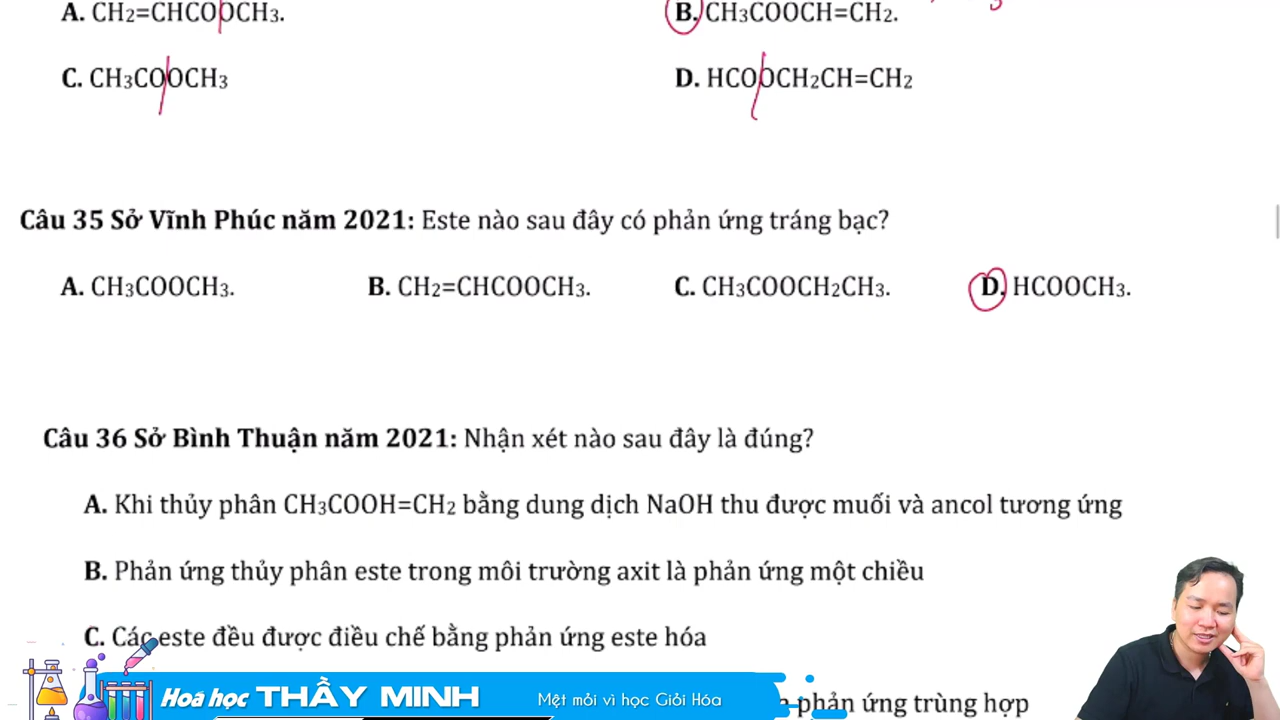 A. CH2=CHCOOCH3.
B. CH3COOCH=CH2.
C. CH3COOCH3
D. HCOOCH2CH=CH2
Câu 35 Sở Vĩnh Phúc năm 2021: Este nào sau đây có phản ứng tráng bạc?
A. CH3COOCH3.
B. CH2=CHCOOCH3.
C. CH3COOCH2CH3.
D. HCOOCH3.
Câu 36 Sở Bình Thuận năm 2021: Nhận xét nào sau đây là đúng?
A. Khi thủy phân CH3COOH=CH2 bằng dung dịch NaOH thu được muối và ancol tương ứng
B. Phản ứng thủy phân este trong môi trường axit là phản ứng một chiều
C. Các este đều được điều chế bằng phản ứng este hóa
phản ứng trùng hợp
Hoá học THẦY MINH
Mệt mỏi vì học Giỏi Hóa